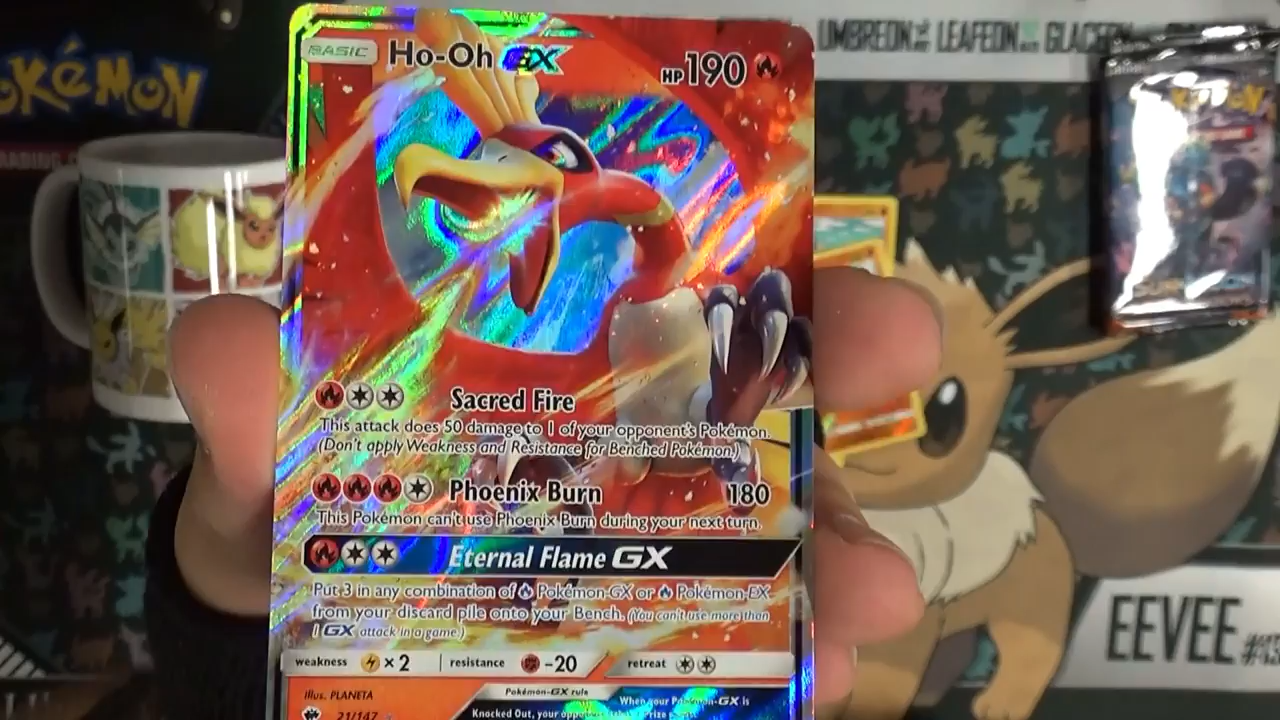 Pokémon
UMBREON
LEAFEON
GLACEON
BASIC
Ho-Oh GX
HP190
Sacred Fire
This attack does 50 damage to 1 of your opponent's Pokémon.
(Don't apply Weakness and Resistance for Benched Pokémon.)
Phoenix Burn 180
This Pokémon can't use Phoenix Burn during your next turn.
Eternal Flame GX
Put 3 in any combination of Pokémon-GX or Pokémon-EX
from your discard pile onto your Bench. (You can't use more than
1 GX attack in a game.)
weakness ×2 resistance -20 retreat
Illus. PLANETA
21/147
Pokémon-GX rule
When your Pokémon-GX is
Knocked Out, your
EEVEE